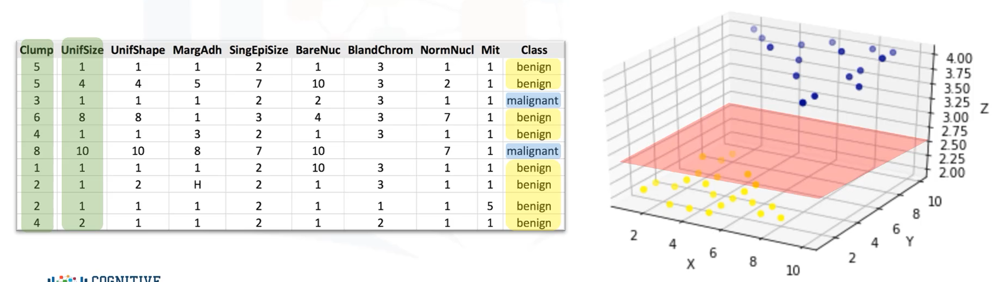 Clump UnifSize UnifShape MargAdh SingEpiSize BareNuc BlandChrom NormNucl Mit Class
5 1 1 1 2 1 3 1 1 benign
5 4 4 5 7 10 3 2 1 benign
3 1 1 1 2 2 3 1 1 malignant
6 8 8 1 3 4 3 7 1 benign
4 1 1 3 2 1 3 1 1 benign
8 10 10 8 7 10 7 1 malignant
1 1 1 1 2 10 3 1 1 benign
2 1 2 H 2 1 3 1 1 benign
2 1 1 1 2 1 1 1 5 benign
4 2 1 1 2 1 2 1 1 benign
4.00
3.75
3.50
3.25
3.00
2.75
2.50
2.25
2.00
Z
2 4 6 8 10
X
2 4 6 8 10
Y
COGNITIVE